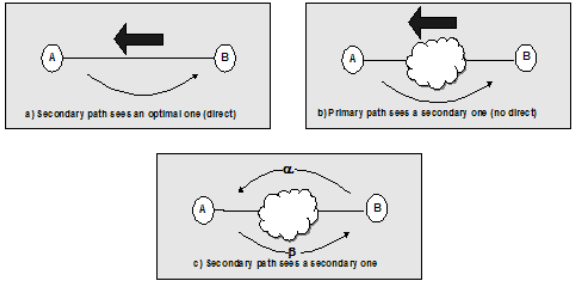 A
B
a) Secondary path sees an optimal one (direct)
A
B
b) Primary path sees a secondary one (no direct)
α
A
B
β
c) Secondary path sees a secondary one